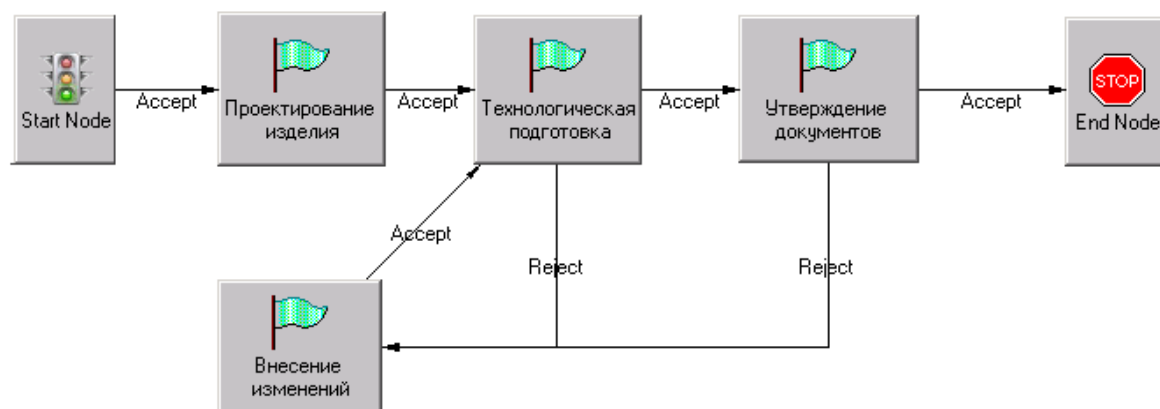 Start Node
Accept
Проектирование
изделия
Accept
Технологическая
подготовка
Accept
Утверждение
документов
Accept
STOP
End Node
Accept
Reject
Reject
Внесение
изменений